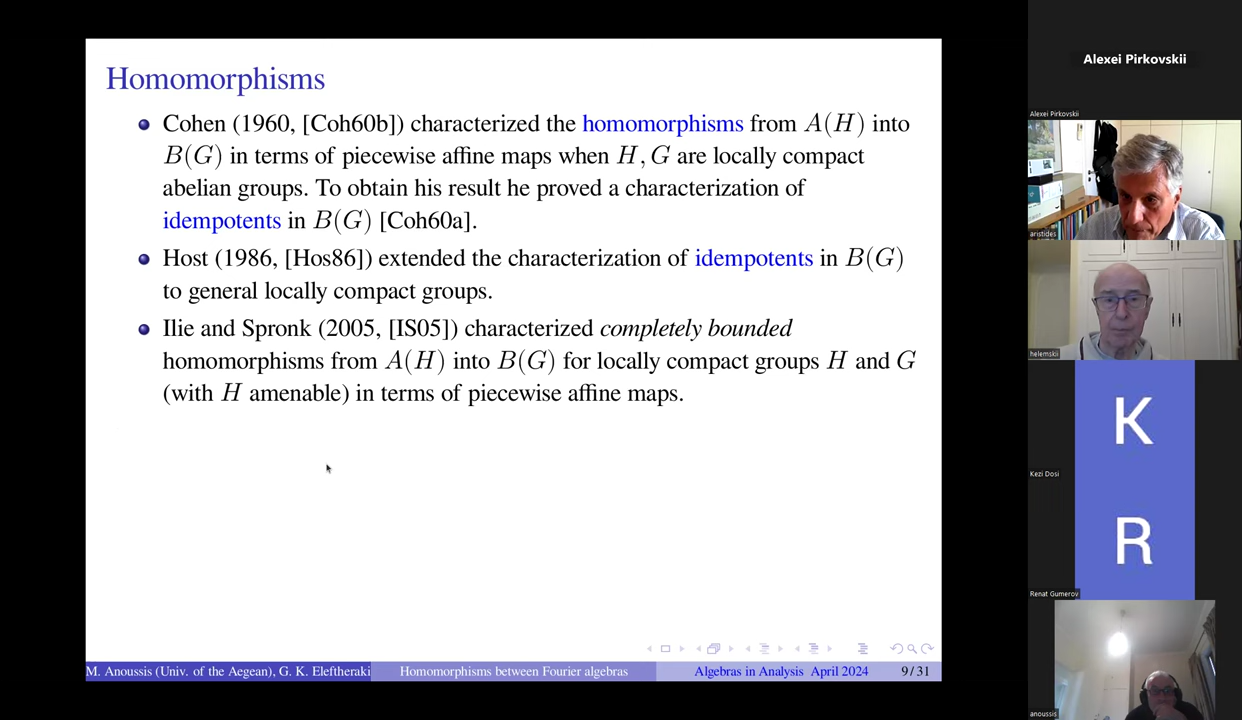 Homomorphisms
Cohen (1960, [Coh60b]) characterized the homomorphisms from A(H) into
B(G) in terms of piecewise affine maps when H, G are locally compact
abelian groups. To obtain his result he proved a characterization of
idempotents in B(G) [Coh60a].
Host (1986, [Hos86]) extended the characterization of idempotents in B(G)
to general locally compact groups.
Ilie and Spronk (2005, [IS05]) characterized completely bounded
homomorphisms from A(H) into B(G) for locally compact groups H and G
(with H amenable) in terms of piecewise affine maps.
M. Anoussis (Univ. of the Aegean), G. K. Eleftheraki
Homomorphisms between Fourier algebras
Algebras in Analysis April 2024
9/31
Alexei Pirkovskii
Alexei Pirkovskii
aristides
helemskii
K
Kezi Dosi
R
Renat Gumerov
anoussis